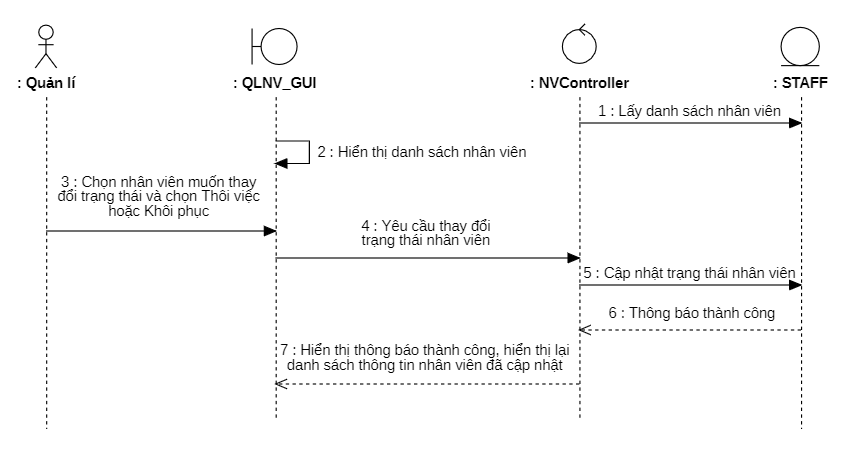 : Quản lí
: QLNV_GUI
: NVController
: STAFF
1 : Lấy danh sách nhân viên
2 : Hiển thị danh sách nhân viên
3 : Chọn nhân viên muốn thay
đổi trạng thái và chọn Thôi việc
hoặc Khôi phục
4 : Yêu cầu thay đổi
trạng thái nhân viên
5 : Cập nhật trạng thái nhân viên
6 : Thông báo thành công
7 : Hiển thị thông báo thành công, hiển thị lại
danh sách thông tin nhân viên đã cập nhật